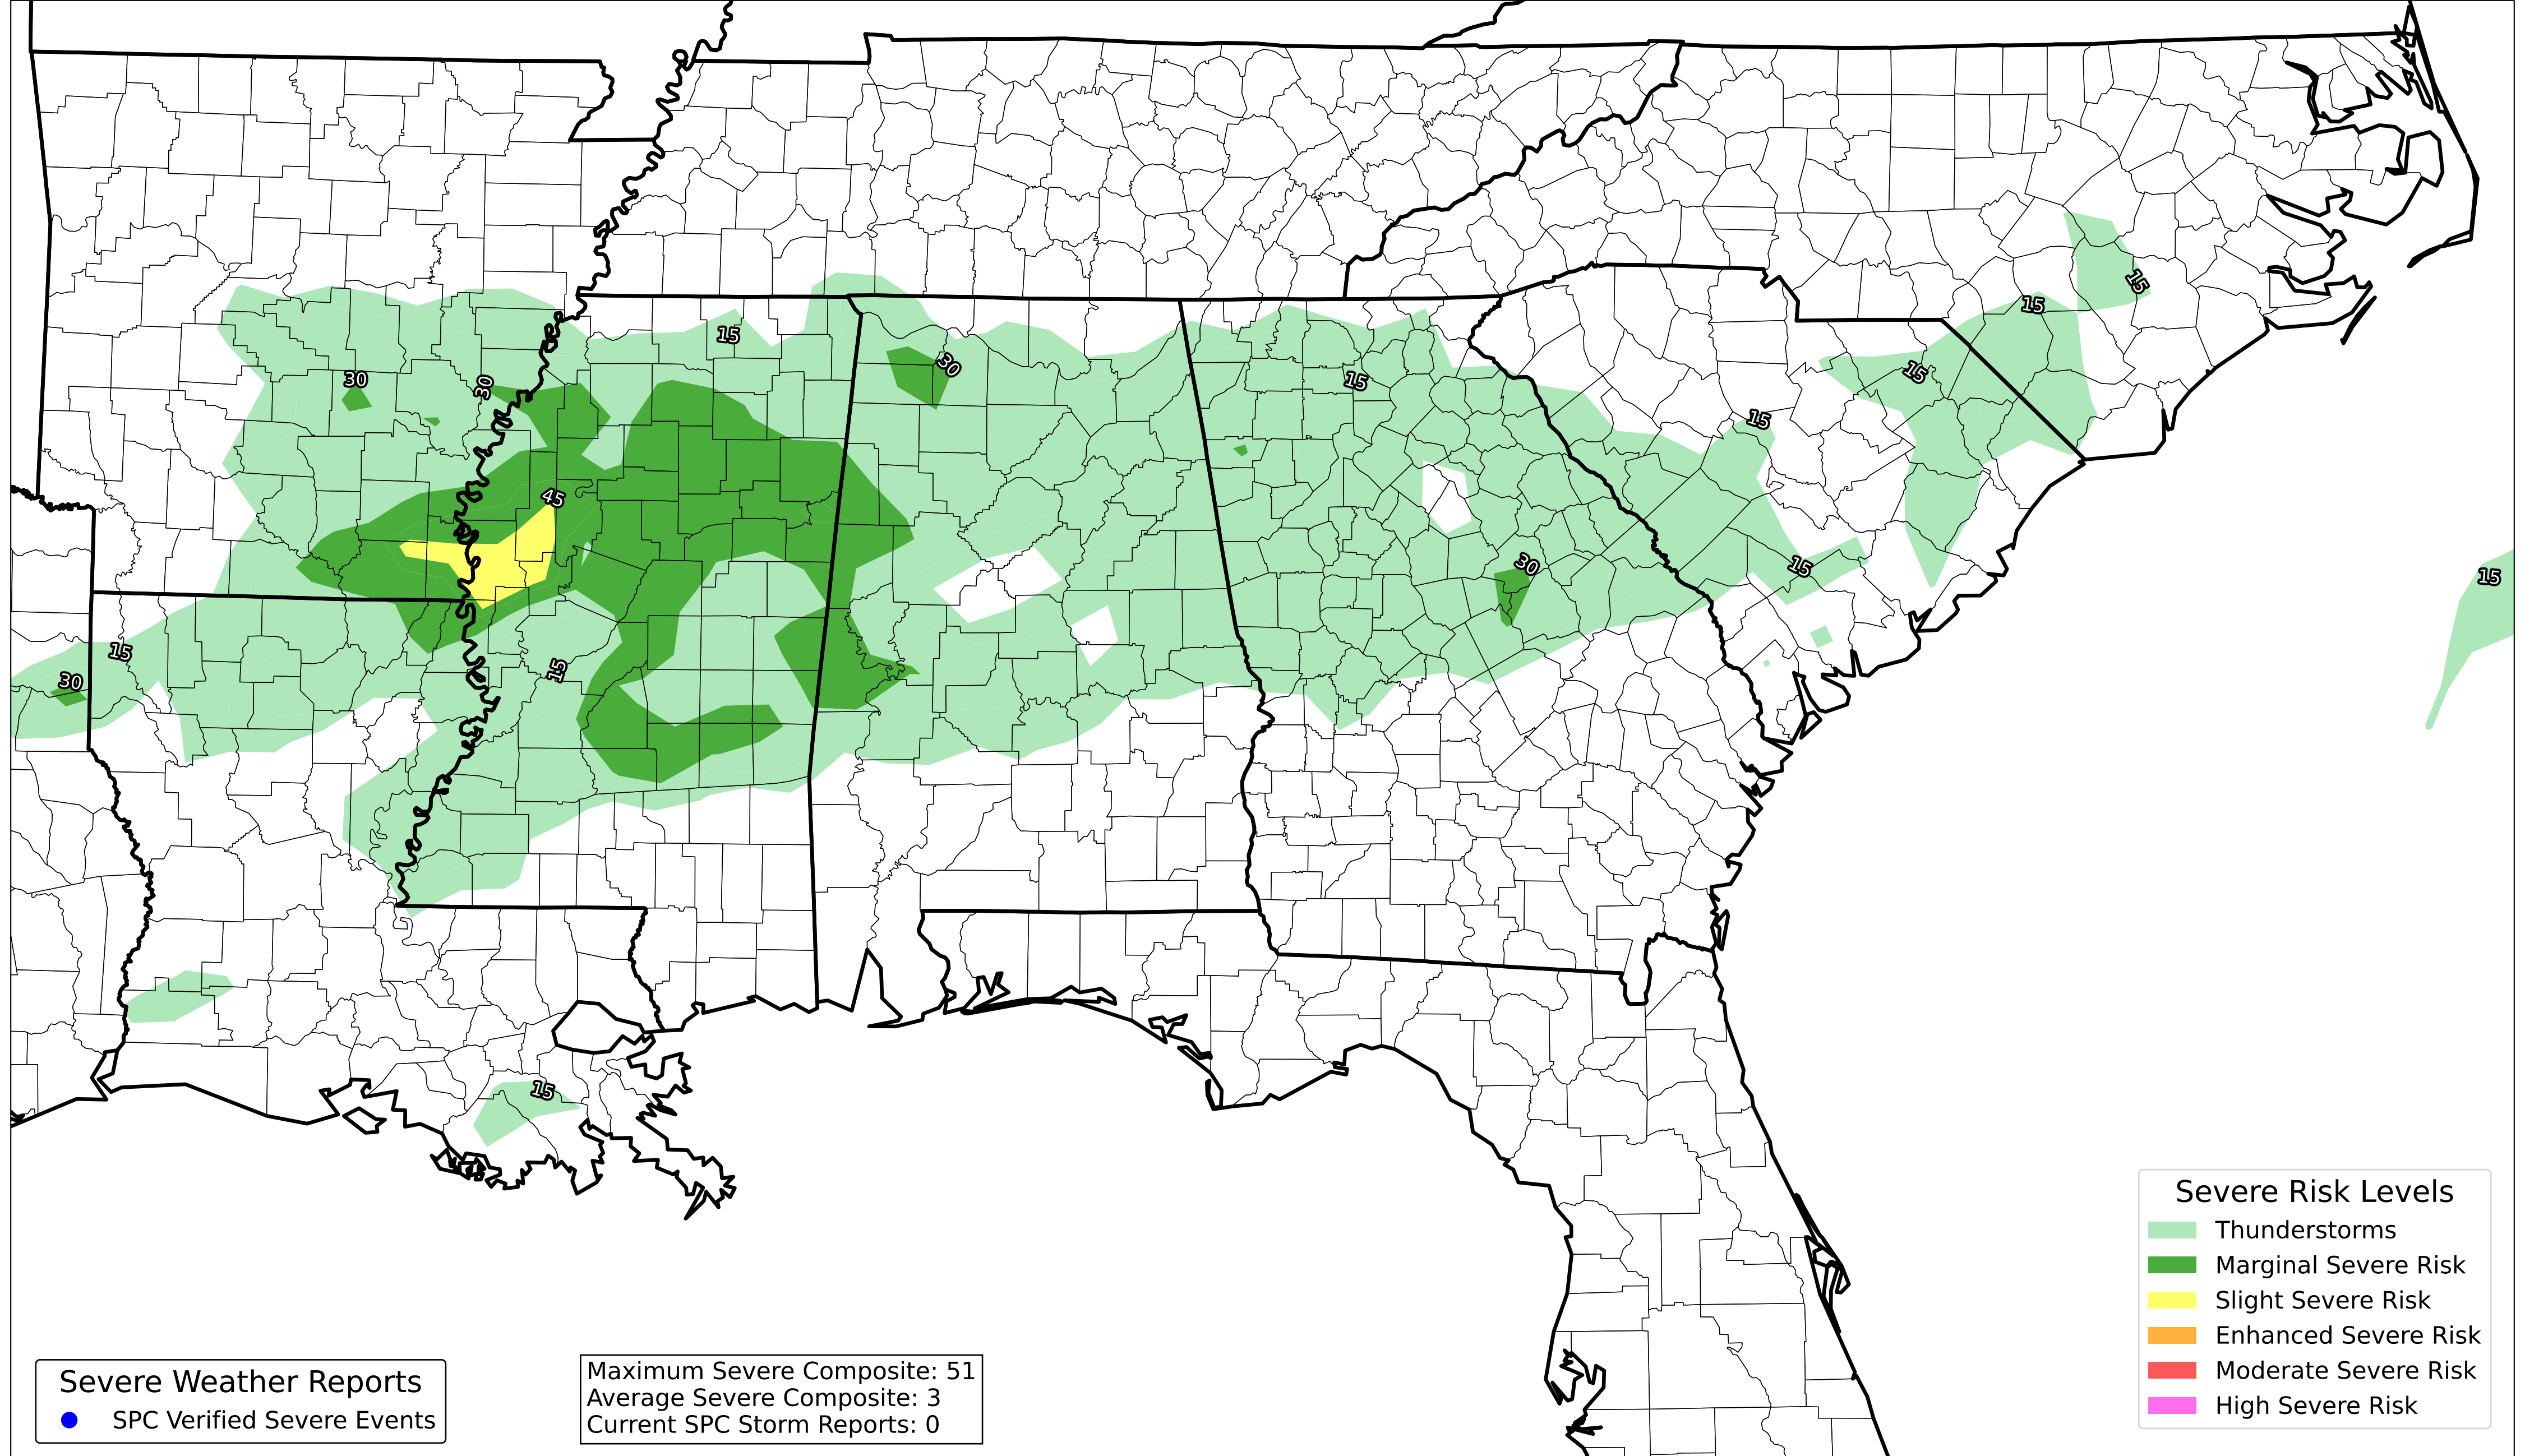 15
15
15
30
30
30
15
15
15
45
30
15
15
15
30
15
15
Severe Risk Levels
Thunderstorms
Marginal Severe Risk
Slight Severe Risk
Enhanced Severe Risk
Moderate Severe Risk
High Severe Risk
Severe Weather Reports
SPC Verified Severe Events
Maximum Severe Composite: 51
Average Severe Composite: 3
Current SPC Storm Reports: 0